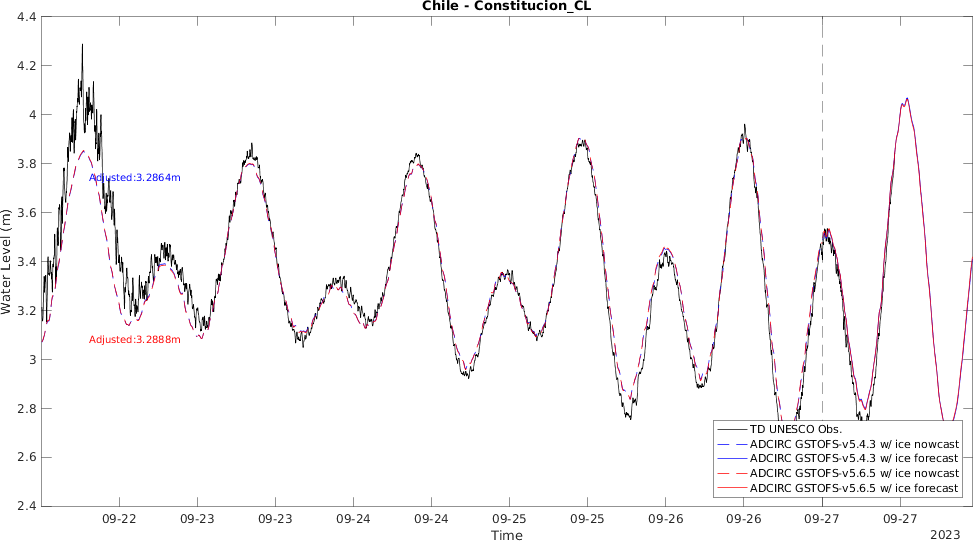 Chile - Constitucion_CL
4.4
4.2
4
3.8
3.6
3.4
3.2
3
2.8
2.6
2.4
Water Level (m)
Adjusted:3.2864m
Adjusted:3.2888m
TD UNESCO Obs.
ADCIRC GSTOFS-v5.4.3 w/ ice nowcast
ADCIRC GSTOFS-v5.4.3 w/ ice forecast
ADCIRC GSTOFS-v5.6.5 w/ ice nowcast
ADCIRC GSTOFS-v5.6.5 w/ ice forecast
09-22 09-23 09-23 09-24 09-24 09-25 09-25 09-26 09-26 09-27 09-27
Time
2023